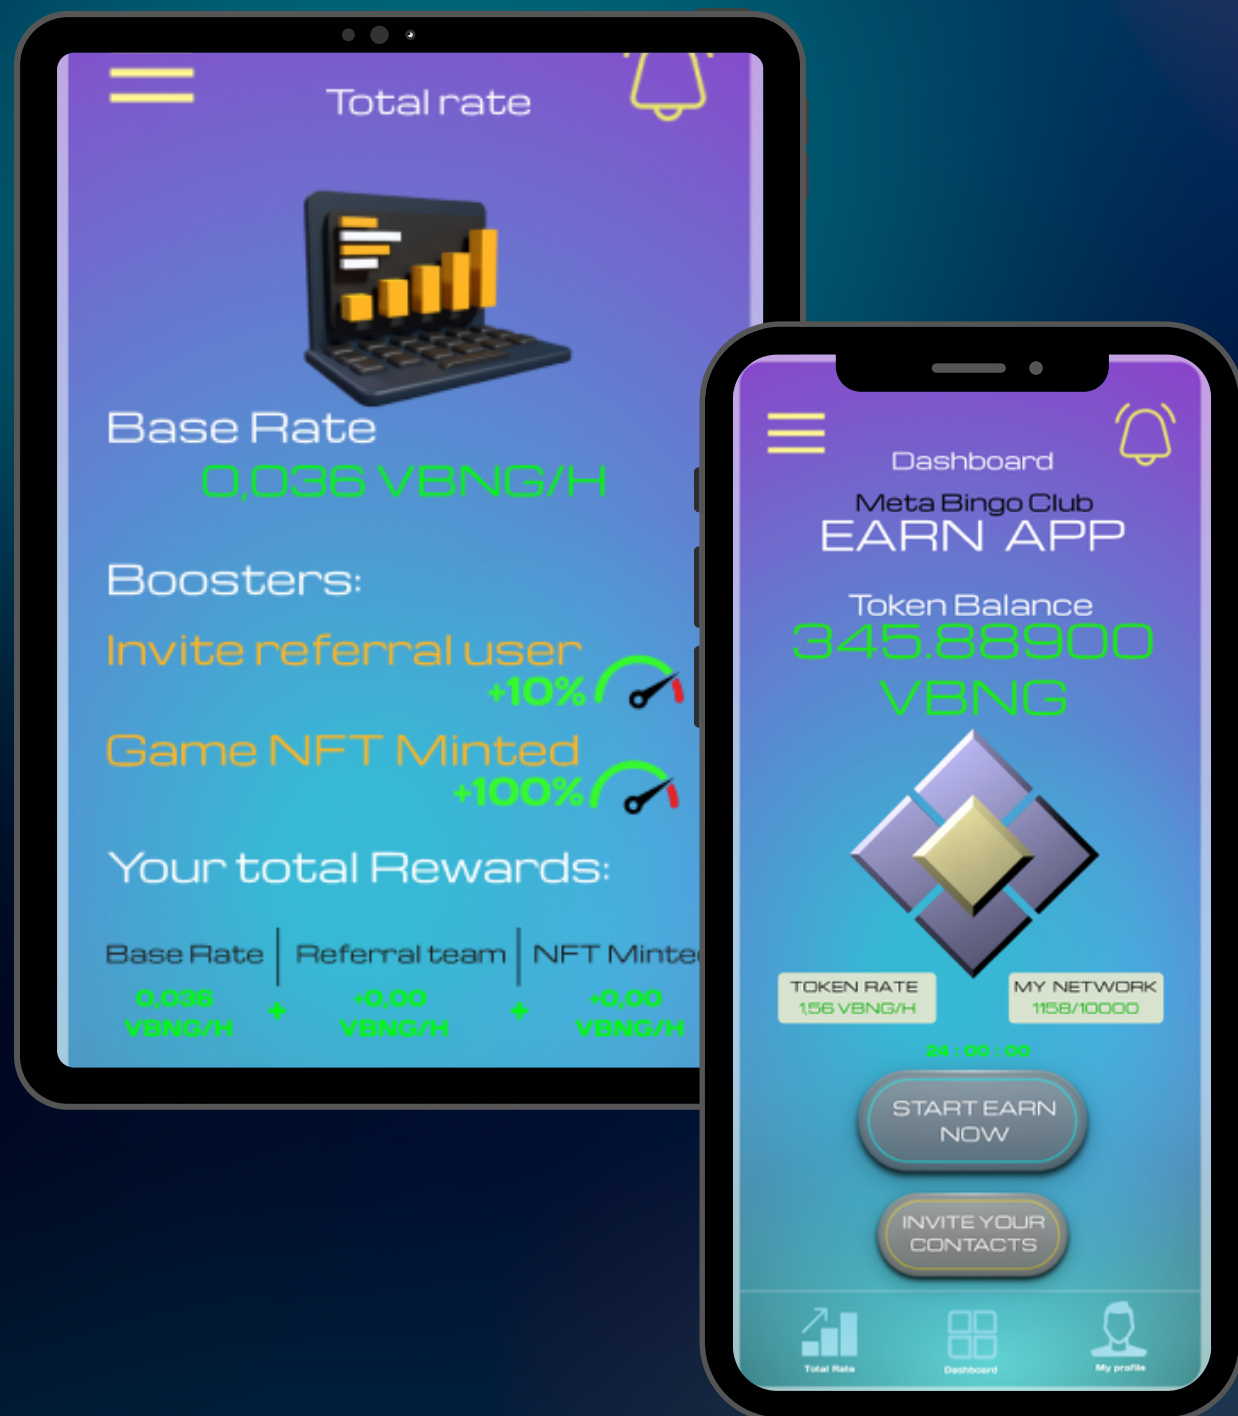 Total rate
Base Rate
0,036 VBNG/H
Boosters:
Invite referral user
+10%
Game NFT Minted
+100%
Your total Rewards:
Base Rate | Referral team | NFT Minted
0,036 + +0,00 + +0,00
VBNG/H VBNG/H VBNG/H
Dashboard
Meta Bingo Club
EARN APP
Token Balance
345.88900
VBNG
TOKEN RATE
1,56 VBNG/H
MY NETWORK
1158/10000
24 : 00 : 00
START EARN
NOW
INVITE YOUR
CONTACTS
Total Rate
Dashboard
My profile